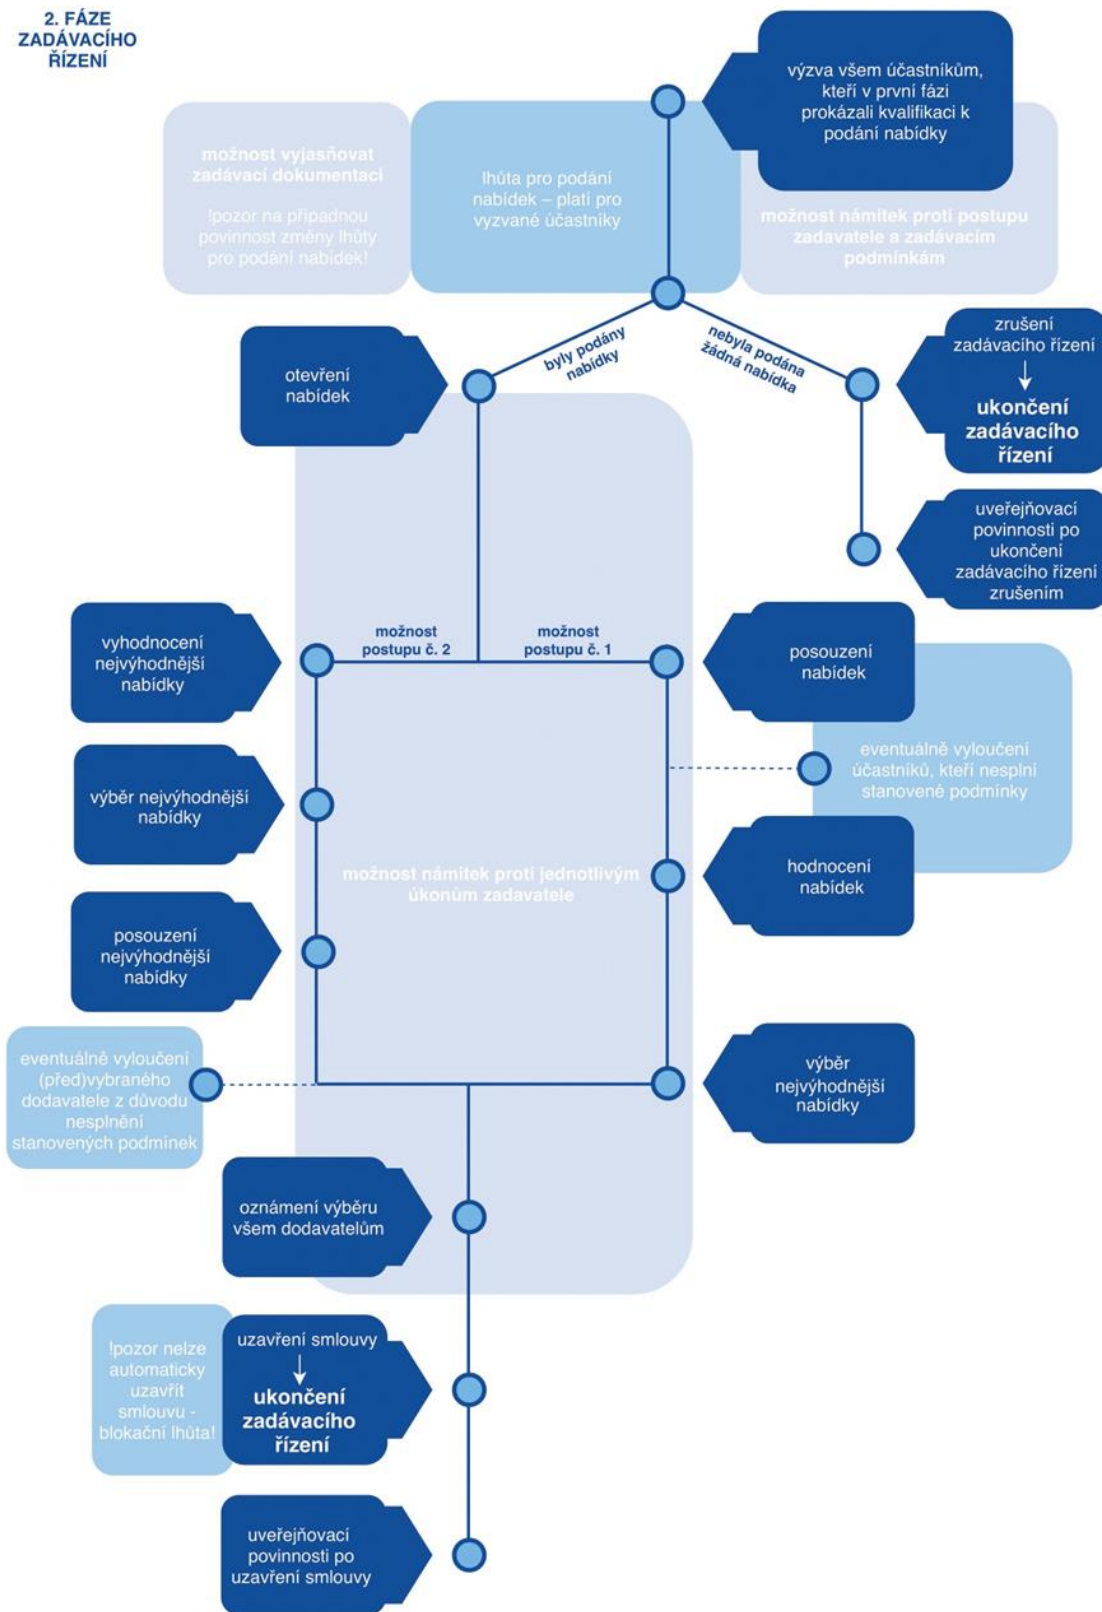 2. FÁZE
ZADÁVACÍHO
ŘÍZENÍ
výzva všem účastníkům,
kteří v první fázi
prokázali kvalifikaci k
podání nabídky
možnost vyjasňovat
zadávací dokumentaci
!pozor na případnou
povinnost změny lhůty
pro podání nabídek!
lhůta pro podání
nabídek – platí pro
vyzvané účastníky
možnost námitek proti postupu
zadavatele a zadávacím
podmínkám
byly podány
nabídky
nebyla podána
žádná nabídka
otevření
nabídek
zrušení
zadávacího řízení
ukončení
zadávacího
řízení
uveřejňovací
povinnosti po
ukončení
zadávacího řízení
zrušením
možnost
postupu č. 2
možnost
postupu č. 1
vyhodnocení
nejvýhodnější
nabídky
posouzení
nabídek
eventuálně vyloučení
účastníků, kteří nesplní
stanovené podmínky
výběr nejvýhodnější
nabídky
možnost námitek proti jednotlivým
úkonům zadavatele
hodnocení
nabídek
posouzení
nejvýhodnější
nabídky
eventuálně vyloučení
(před)vybraného
dodavatele z důvodu
nesplnění
stanovených podmínek
výběr
nejvýhodnější
nabídky
oznámení výběru
všem dodavatelům
!pozor nelze
automaticky
uzavřít
smlouvu -
blokační lhůta!
uzavření smlouvy
ukončení
zadávacího
řízení
uveřejňovací
povinnosti po
uzavření smlouvy